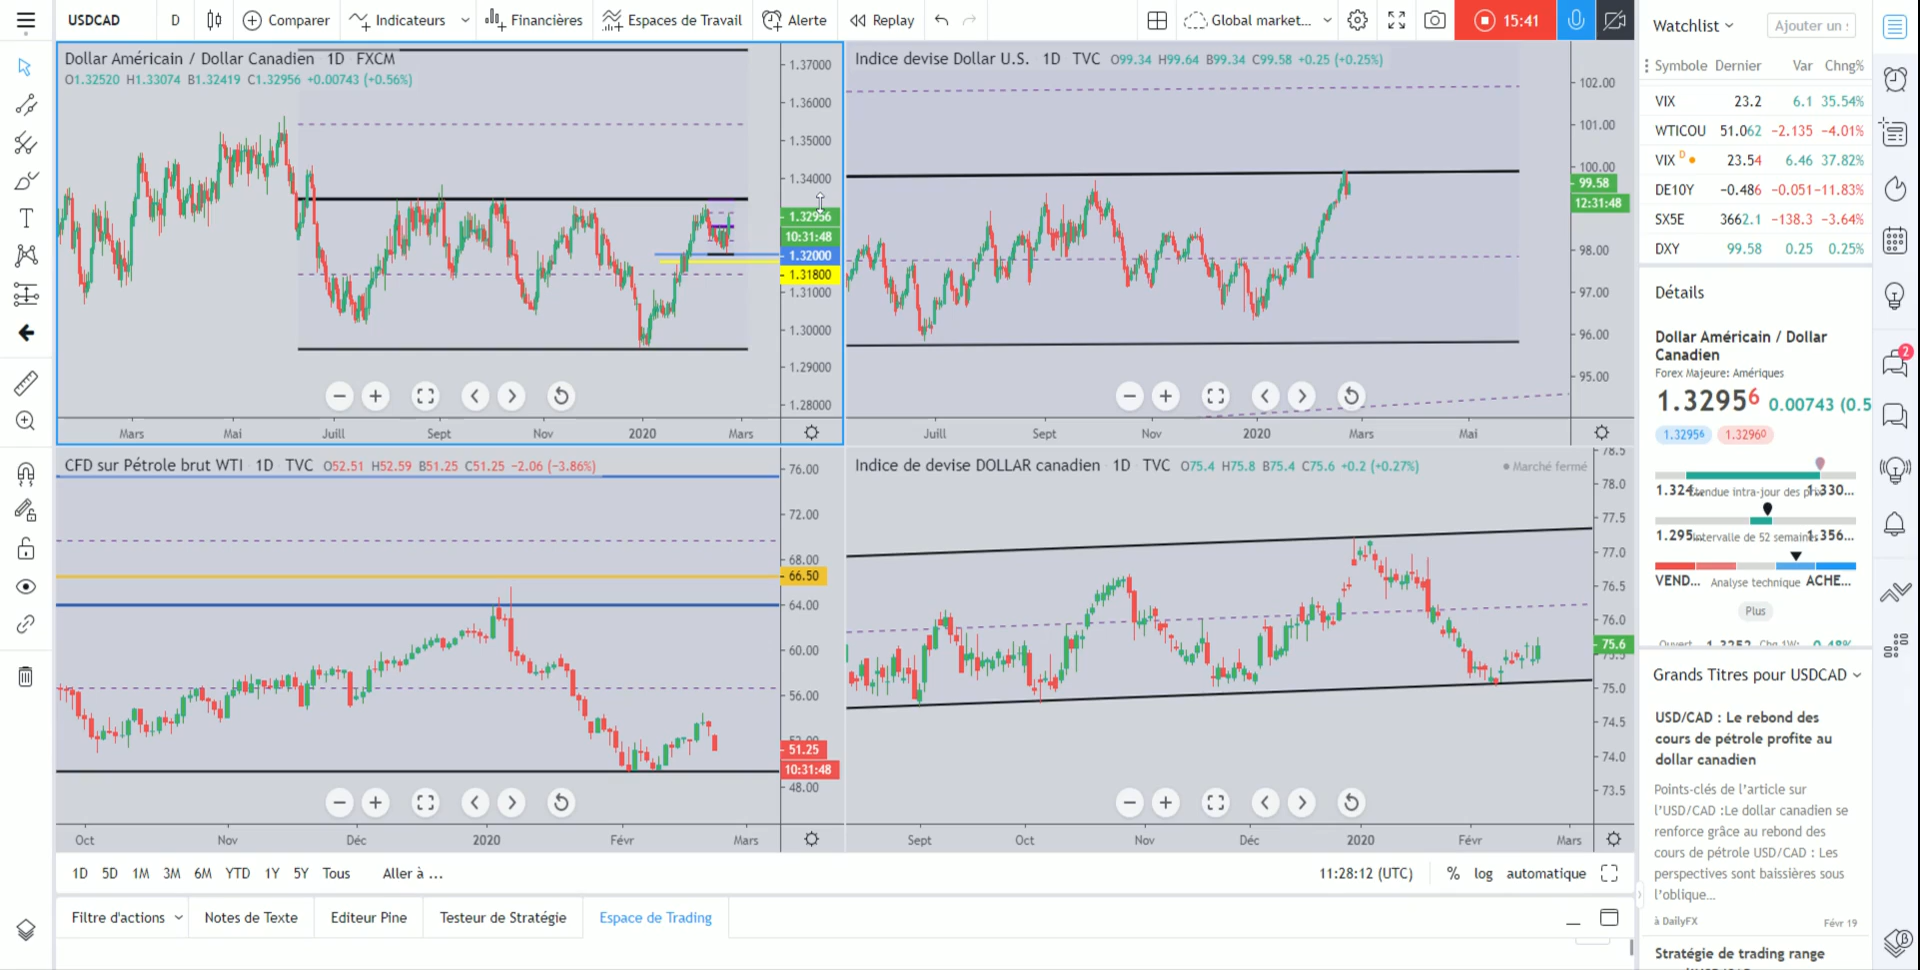 USDCAD
D
Comparer
Indicateurs
Financières
Espaces de Travail
Alerte
Replay
Global market...
15:41
Dollar Américain / Dollar Canadien 1D FXCM
O1.32520 H1.33074 B1.32419 C1.32956 +0.00743 (+0.56%)
1.37000
1.36000
1.35000
1.34000
1.32956
10:31:48
1.32000
1.31800
1.31000
1.30000
1.29000
1.28000
Mars
Mai
Juill
Sept
Nov
2020
Mars
Indice devise Dollar U.S. 1D TVC O99.34 H99.64 B99.34 C99.58 +0.25 (+0.25%)
102.00
101.00
100.00
99.58
12:31:48
98.00
97.00
96.00
95.00
Juill
Sept
Nov
2020
Mars
Mai
CFD sur Pétrole brut WTI 1D TVC O52.51 H52.59 B51.25 C51.25 −2.06 (−3.86%)
76.00
72.00
68.00
66.50
64.00
60.00
56.00
51.25
10:31:48
48.00
Oct
Nov
Déc
2020
Févr
Mars
Indice de devise DOLLAR canadien 1D TVC O75.4 H75.8 B75.4 C75.6 +0.2 (+0.27%)
Marché fermé
78.5
78.0
77.5
77.0
76.5
76.0
75.6
75.0
74.5
74.0
73.5
Sept
Oct
Nov
Déc
2020
Févr
Mars
1D 5D 1M 3M 6M YTD 1Y 5Y Tous Aller à ...
11:28:12 (UTC) % log automatique
Filtre d'actions
Notes de Texte
Editeur Pine
Testeur de Stratégie
Espace de Trading
Watchlist
Ajouter un s
Symbole Dernier Var Chng%
VIX 23.2 6.1 35.54%
WTICOU 51.062 −2.135 −4.01%
VIX D 23.54 6.46 37.82%
DE10Y −0.486 −0.051 −11.83%
SX5E 3662.1 −138.3 −3.64%
DXY 99.58 0.25 0.25%
Détails
Dollar Américain / Dollar
Canadien
Forex Majeure: Amériques
1.32956 0.00743 (0.5
1.32956 1.32960
1.324... Étendue intra-jour des prix 1.330...
1.295... Intervalle de 52 semaines 1.356...
VEND... Analyse technique ACHE...
Plus
Grands Titres pour USDCAD
USD/CAD : Le rebond des
cours de pétrole profite au
dollar canadien
Points-clés de l'article sur
l'USD/CAD :Le dollar canadien se
renforce grâce au rebond des
cours de pétrole USD/CAD : Les
perspectives sont baissières sous
l'oblique...
à DailyFX Févr 19
Stratégie de trading range
2